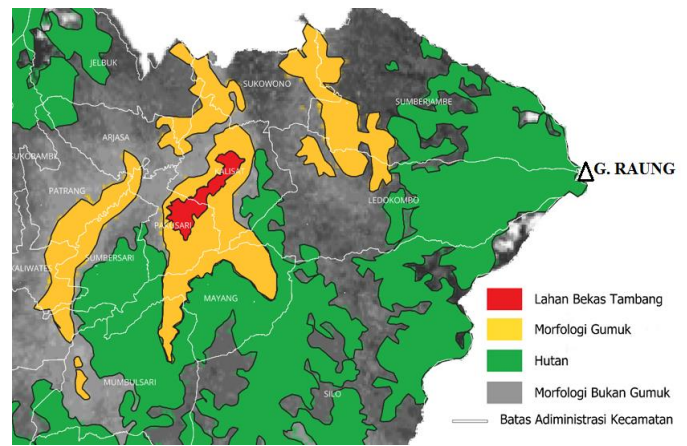 JELBUK
SUKOWONO
SUMBERJAMBE
ARJASA
SUKORAMBI
KALISAT
G. RAUNG
PATRANG
LEDOKOMBO
PAKUSARI
SUMBERSARI
KALIWATES
MAYANG
MUMBULSARI
SILO
Lahan Bekas Tambang
Morfologi Gumuk
Hutan
Morfologi Bukan Gumuk
Batas Adiministrasi Kecamatan